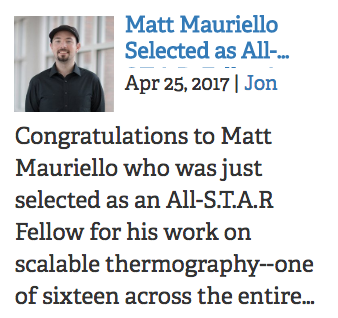 Matt Mauriello
Selected as All-...
Apr 25, 2017 | Jon
Congratulations to Matt
Mauriello who was just
selected as an All-S.T.A.R
Fellow for his work on
scalable thermography--one
of sixteen across the entire...